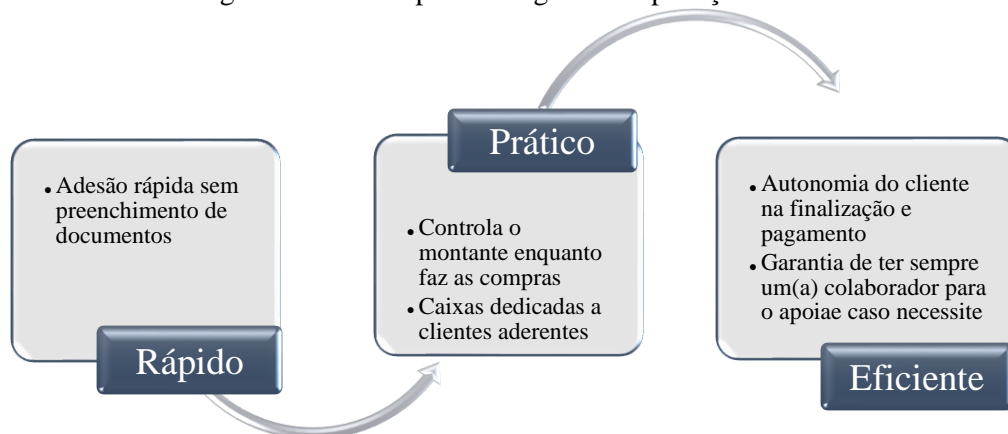 • Adesão rápida sem
preenchimento de
documentos
Rápido
Prático
• Controla o
montante enquanto
faz as compras
• Caixas dedicadas a
clientes aderentes
• Autonomia do cliente
na finalização e
pagamento
• Garantia de ter sempre
um(a) colaborador para
o apoiae caso necessite
Eficiente